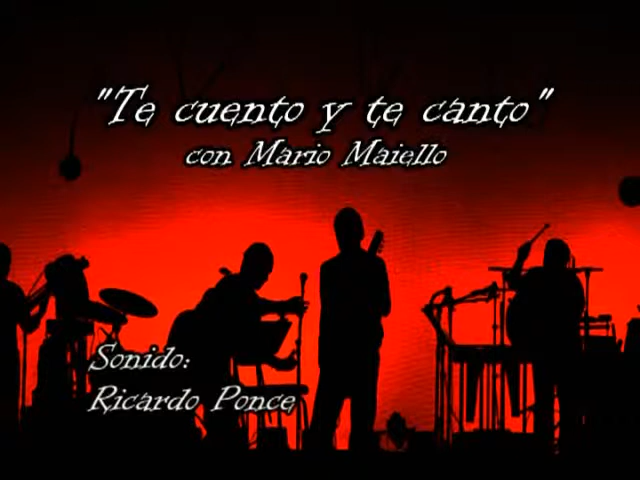 "Te cuento y te canto"
con Mario Maiello
Sonido:
Ricardo Ponce